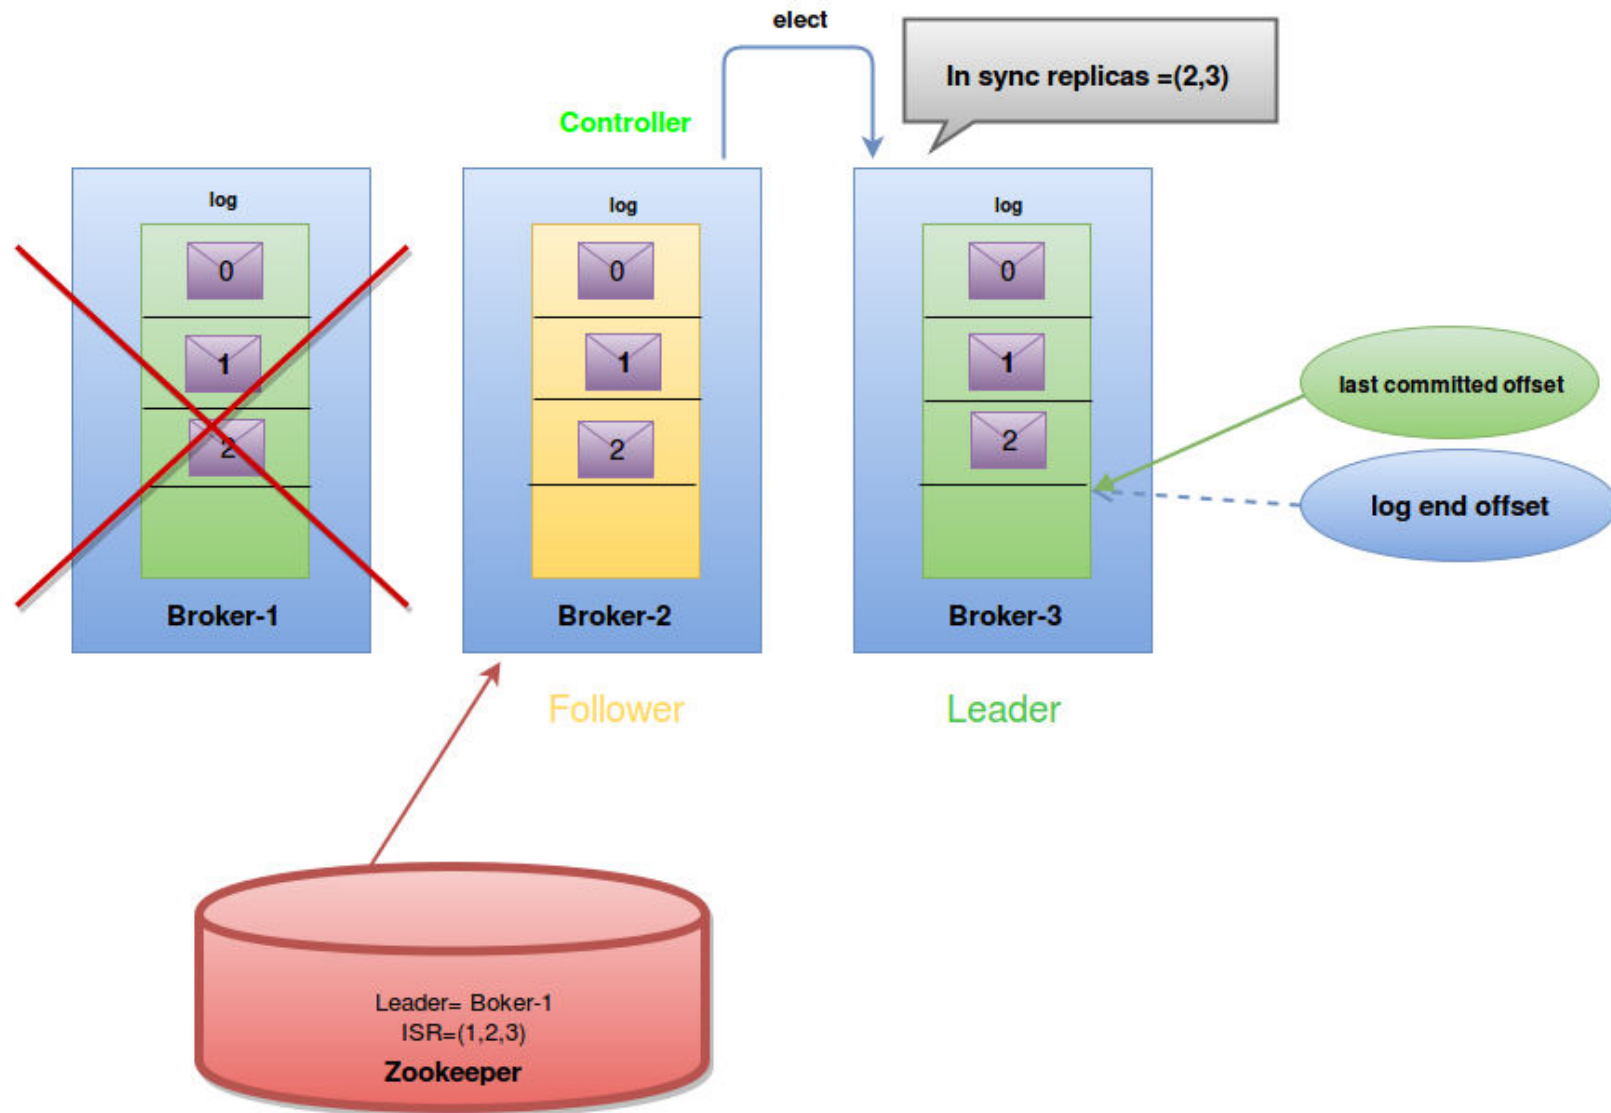 elect
In sync replicas =(2,3)
Controller
log
0
1
2
Broker-1
log
0
1
2
Broker-2
log
0
1
2
Broker-3
last committed offset
log end offset
Follower
Leader
Leader= Boker-1
ISR=(1,2,3)
Zookeeper